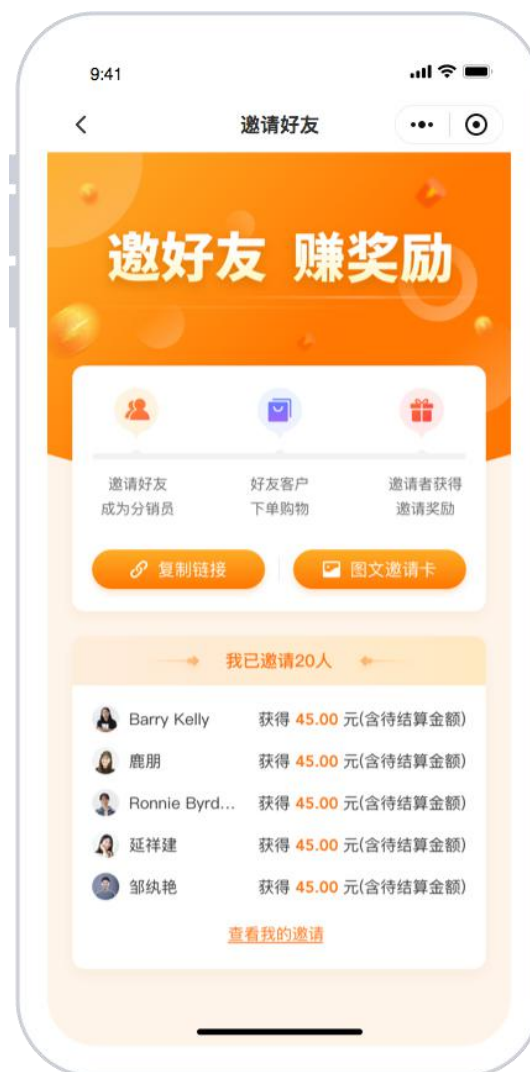 9:41
邀请好友
邀好友 赚奖励
邀请好友 好友客户 邀请者获得
成为分销员 下单购物 邀请奖励
复制链接 图文邀请卡
我已邀请20人
Barry Kelly 获得 45.00 元(含待结算金额)
鹿朋 获得 45.00 元(含待结算金额)
Ronnie Byrd... 获得 45.00 元(含待结算金额)
延祥建 获得 45.00 元(含待结算金额)
邹纨艳 获得 45.00 元(含待结算金额)
查看我的邀请